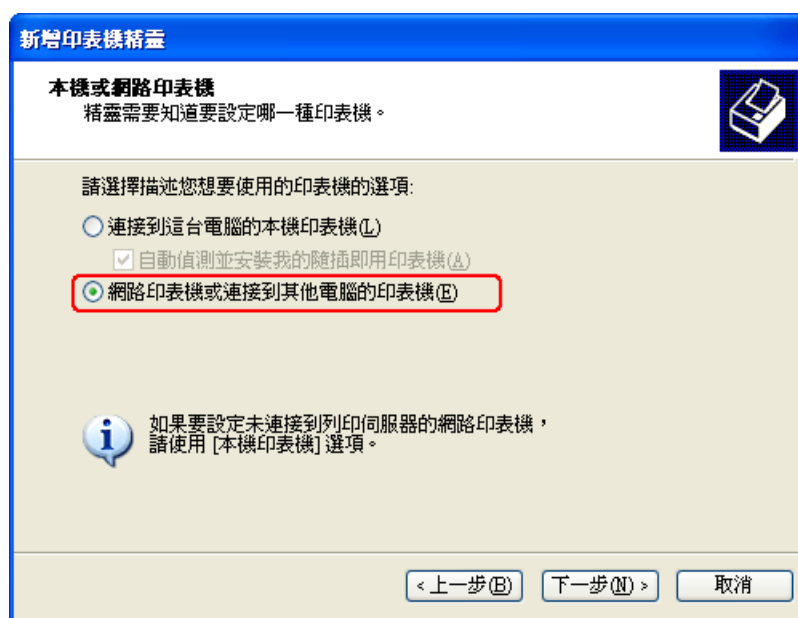 新增印表機精靈
本機或網路印表機
精靈需要知道要設定哪一種印表機。
請選擇描述您想要使用的印表機的選項:
連接到這台電腦的本機印表機(L)
自動偵測並安裝我的隨插即用印表機(A)
網路印表機或連接到其他電腦的印表機(E)
如果要設定未連接到列印伺服器的網路印表機，
請使用 [本機印表機] 選項。
<上一步(B) 下一步(N)> 取消